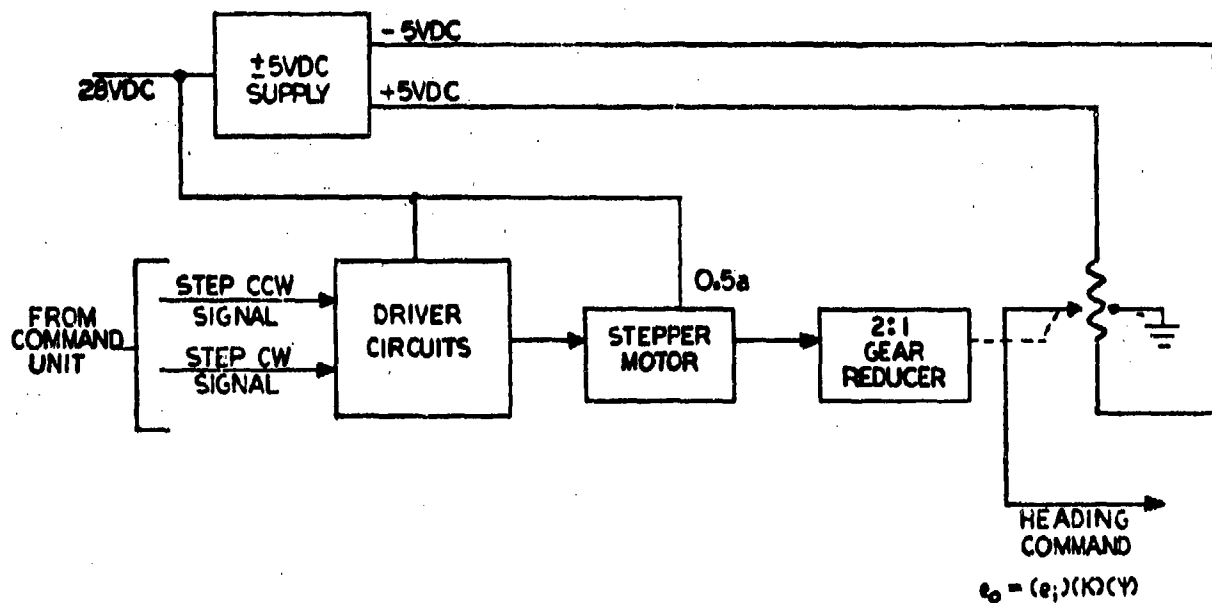 - 5VDC
±5VDC
SUPPLY
28VDC
+5VDC
0.5a
FROM
COMMAND
UNIT
STEP CCW
SIGNAL
STEP CW
SIGNAL
DRIVER
CIRCUITS
STEPPER
MOTOR
2:1
GEAR
REDUCER
HEADING
COMMAND
e₀ = (eᵢ)(K)(Ψ)